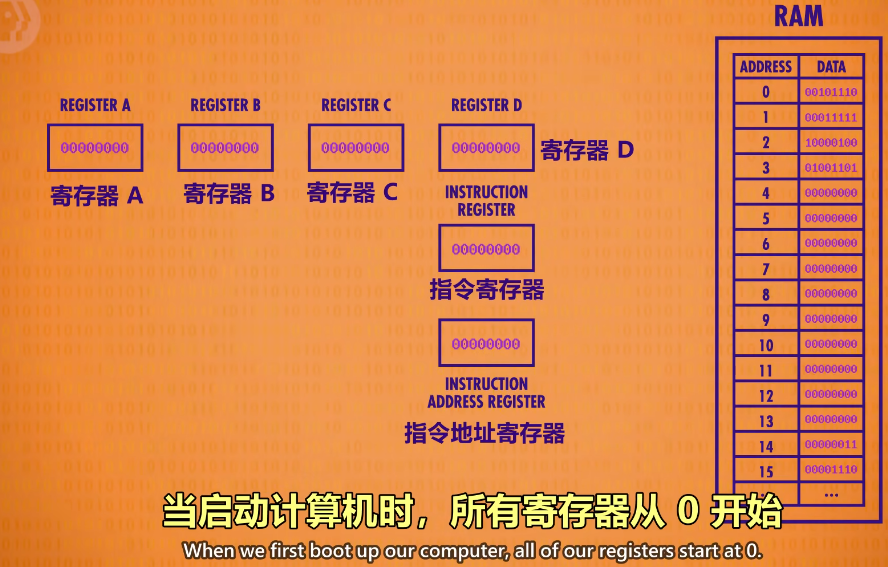 RAM
REGISTER A
REGISTER B
REGISTER C
REGISTER D
00000000
00000000
00000000
00000000
寄存器 A
寄存器 B
寄存器 C
寄存器 D
INSTRUCTION
REGISTER
00000000
指令寄存器
00000000
INSTRUCTION
ADDRESS REGISTER
指令地址寄存器
ADDRESS DATA
0 00101110
1 00011111
2 10000100
3 01001101
4 00000000
5 00000000
6 00000000
7 00000000
8 00000000
9 00000000
10 00000000
11 00000000
12 00000000
13 00000000
14 00000011
15 00001110
...
当启动计算机时，所有寄存器从 0 开始
When we first boot up our computer, all of our registers start at 0.